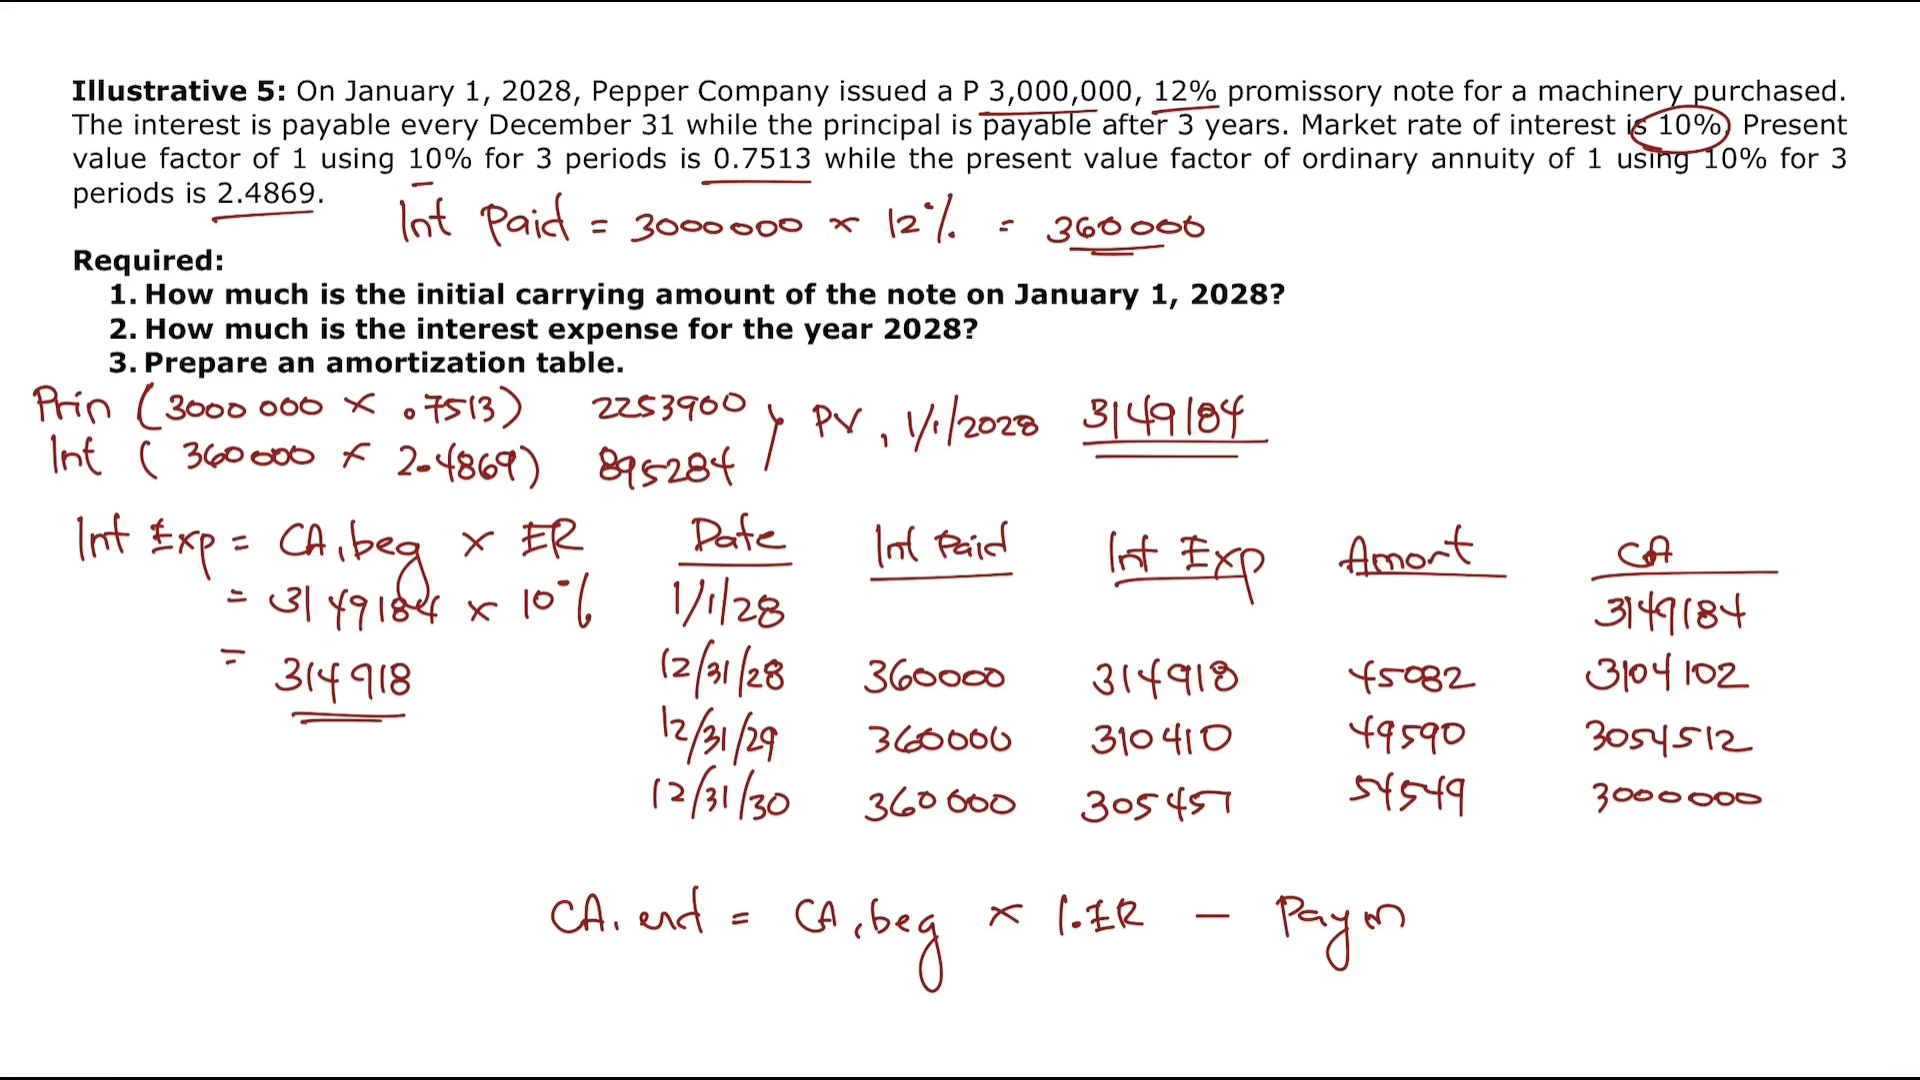 Illustrative 5: On January 1, 2028, Pepper Company issued a P 3,000,000, 12% promissory note for a machinery purchased.
The interest is payable every December 31 while the principal is payable after 3 years. Market rate of interest is 10%. Present
value factor of 1 using 10% for 3 periods is 0.7513 while the present value factor of ordinary annuity of 1 using 10% for 3
periods is 2.4869.
Int Paid = 3000000 x 12% = 360000
Required:
1. How much is the initial carrying amount of the note on January 1, 2028?
2. How much is the interest expense for the year 2028?
3. Prepare an amortization table.
Prin (3000 000 x .7513) 2253900
Int (360000 x 2.4869) 895284
PV, 1/1/2028 3149184
Int Exp = CA, beg x ER
= 3149184 x 10%
= 314918
Date Int Paid Int Exp Amort CA
1/1/28 3149184
12/31/28 360000 314918 45082 3104102
12/31/29 360000 310410 49590 3054512
12/31/30 360000 305451 54549 3000000
CA, end = CA, beg x 1.ER - Paym